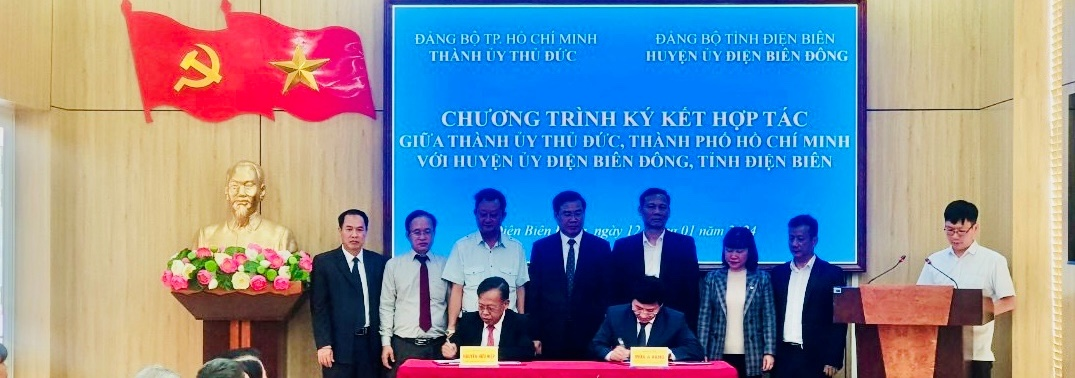 ĐẢNG BỘ TP. HỒ CHÍ MINH
THÀNH ỦY THỦ ĐỨC
ĐẢNG BỘ TỈNH ĐIỆN BIÊN
HUYỆN ỦY ĐIỆN BIÊN ĐÔNG
CHƯƠNG TRÌNH KÝ KẾT HỢP TÁC
GIỮA THÀNH ỦY THỦ ĐỨC, THÀNH PHỐ HỒ CHÍ MINH
VỚI HUYỆN ỦY ĐIỆN BIÊN ĐÔNG, TỈNH ĐIỆN BIÊN
Biên ngày 12 01 năm